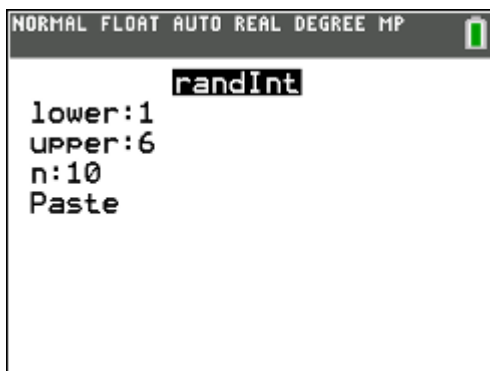 NORMAL FLOAT AUTO REAL DEGREE MP
randInt
lower:1
upper:6
n:10
Paste